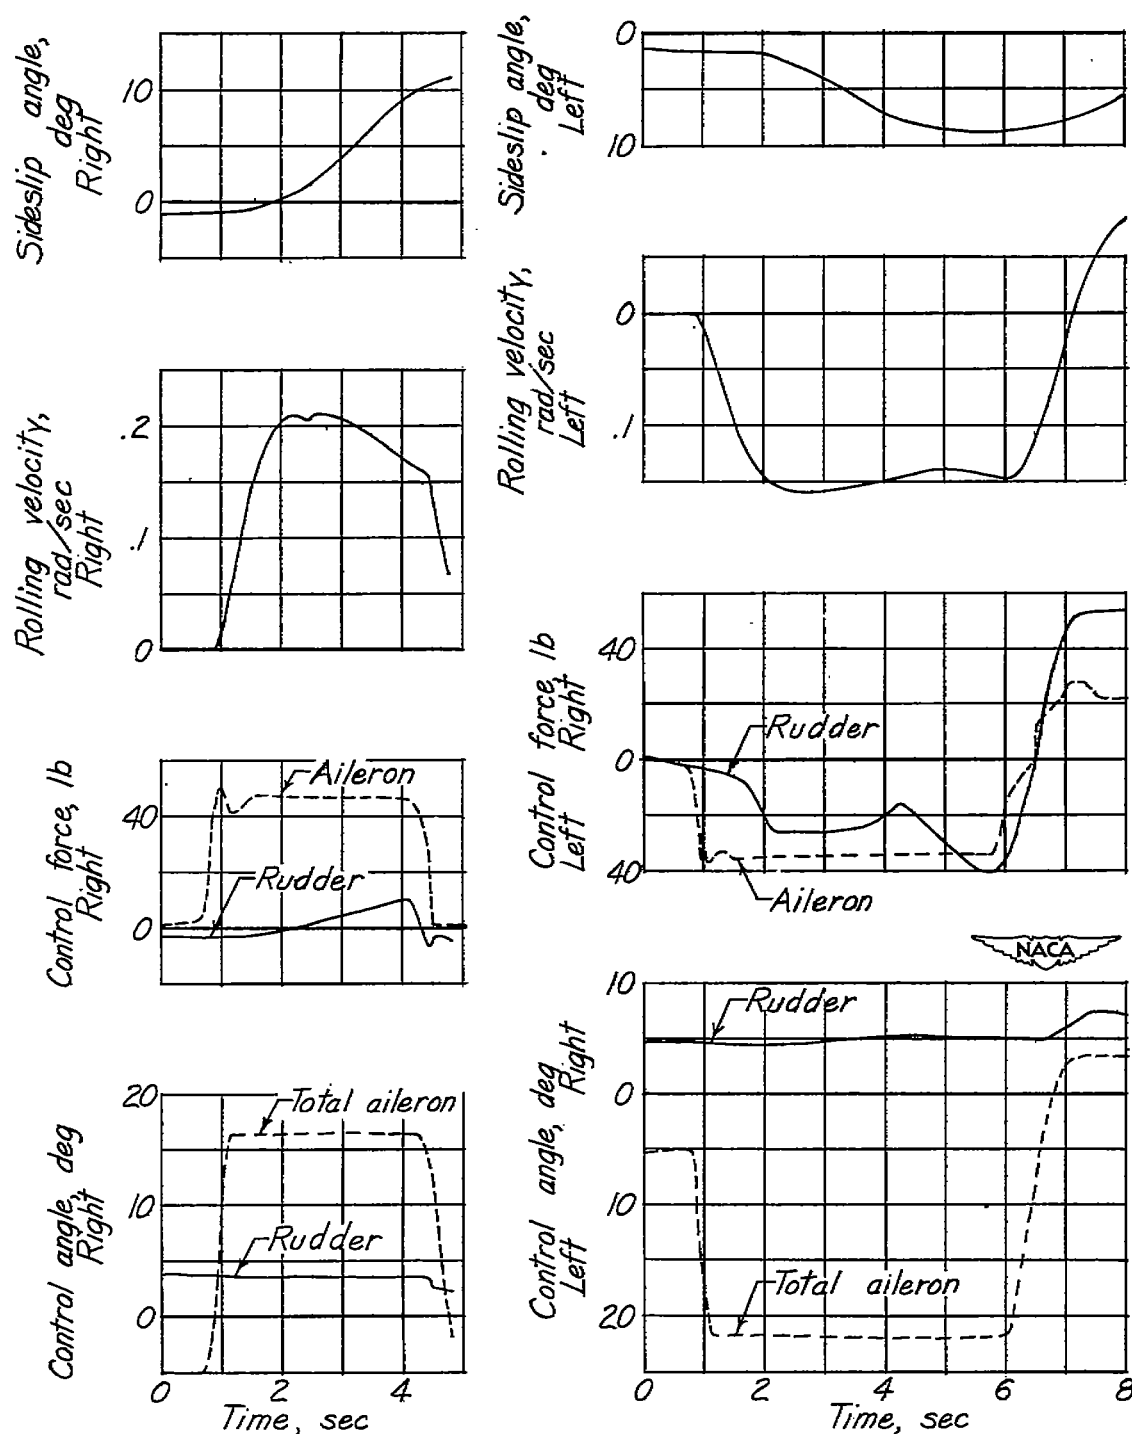 Sideslip angle,
deg
Right
10
0
Rolling velocity,
rad/sec
Right
.2
.1
0
Control force, lb
Right
40
0
Aileron
Rudder
Control angle, deg
Right
20
10
0
Total aileron
Rudder
0 2 4
Time, sec
Sideslip angle,
deg
Left
0
10
Rolling velocity,
rad/sec
Left
0
.1
Control force, lb
Left Right
40
0
40
Rudder
Aileron
NACA
Control angle, deg
Left Right
10
0
10
20
Rudder
Total aileron
0 2 4 6 8
Time, sec